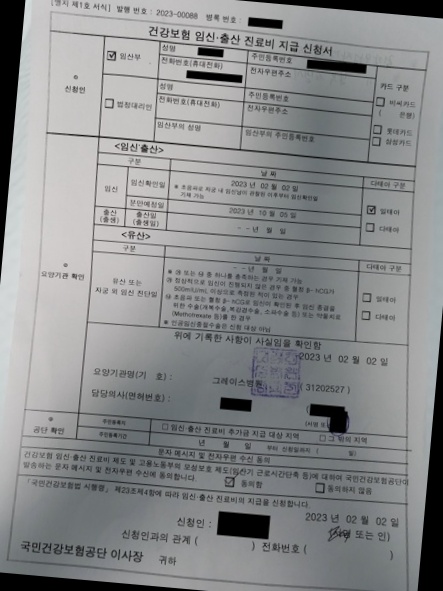 [별지 제1호 서식] 발행 번호 : 2023-00088 병록 번호 :
건강보험 임신·출산 진료비 지급 신청서
신청인
☑ 임산부
성명
주민등록번호
전화번호(휴대전화)
전자우편주소
□ 법정대리인
성명
주민등록번호
전화번호(휴대전화)
전자우편주소
임산부의 성명
임산부의 주민등록번호
카드 구분
□ 비씨카드
( 은행)
□ 롯데카드
□ 삼성카드
요양기관 확인
<임신·출산>
구분 날 짜 다태아 구분
임신 임신확인일 2023 년 02 월 02 일
※ 초음파로 자궁 내 임신낭이 관찰된 이후부터 임신확인일
기재 가능
분만예정일 2023 년 10 월 05 일
출산 (출생) 출산일 (출생일) - - 년 월 일
☑ 일태아
□ 다태아
<유산>
구분 날 짜 다태아 구분
유산 또는
자궁 외 임신 진단일
- - 년 월 일
※ ㉮ 또는 ㉯ 중 하나를 충족하는 경우 기재 가능
㉮ 정상적으로 임신이 진행되지 않은 경우 중 혈청 β- hCG가
500mIU/mL 이상으로 측정된 적이 있는 경우
㉯ 초음파 또는 혈청 β- hCG로 임신이 확인된 후 임신 종결을
위한 수술(개복수술, 복강경수술, 소파수술 등) 또는 약물치료
(Methotrexate 등)를 한 경우
※ 인공임신중절수술은 신청 대상 아님
□ 일태아
□ 다태아
위에 기록한 사항이 사실임을 확인함
2023 년 02 월 02 일
요양기관명(기 호) : 그레이스병원 ( 31202527 )
담당의사(면허번호) : (서명
공단 확인
주민등록지 □ 임신·출산 진료비 추가금 지급 대상 지역 □ 그 밖의 지역
주민등록기간 년 월 일 부터 신청일까지 ( 일)
문자 메시지 및 전자우편 수신 동의
건강보험 임신·출산 진료비 제도 및 고용노동부의 모성보호 제도(임신기 근로시간단축 등)에 대하여 국민건강보험공단이
발송하는 문자 메시지 및 전자우편 수신에 동의합니다. ☑ 동의함 □ 동의하지 않음
「국민건강보험법 시행령」 제23조제4항에 따라 임신·출산 진료비의 지급을 신청합니다.
2023 년 02 월 02 일
신청인 : (서명 또는 인)
신청인과의 관계 ( ) 전화번호 ( )
국민건강보험공단 이사장 귀하